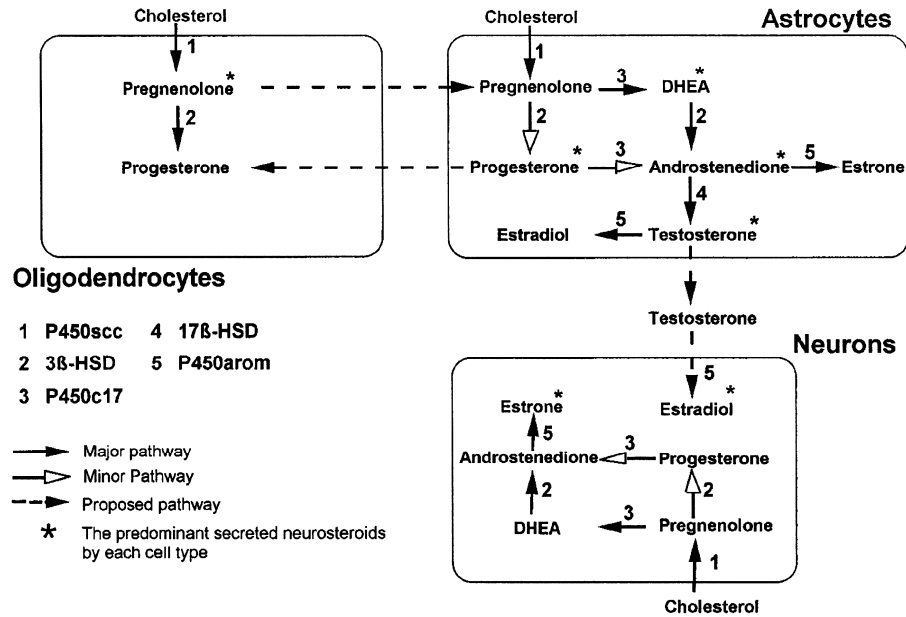 Cholesterol
1
Pregnenolone *
2
Progesterone
Oligodendrocytes
Cholesterol
Astrocytes
1
Pregnenolone 3 DHEA *
2 2
Progesterone * 3 Androstenedione * 5 Estrone
4
Estradiol 5 Testosterone *
Testosterone
Neurons
5
Estrone * Estradiol *
5
Androstenedione 3 Progesterone
2 2
DHEA 3 Pregnenolone
1
Cholesterol
1 P450scc 4 17ß-HSD
2 3ß-HSD 5 P450arom
3 P450c17
Major pathway
Minor Pathway
Proposed pathway
* The predominant secreted neurosteroids
by each cell type